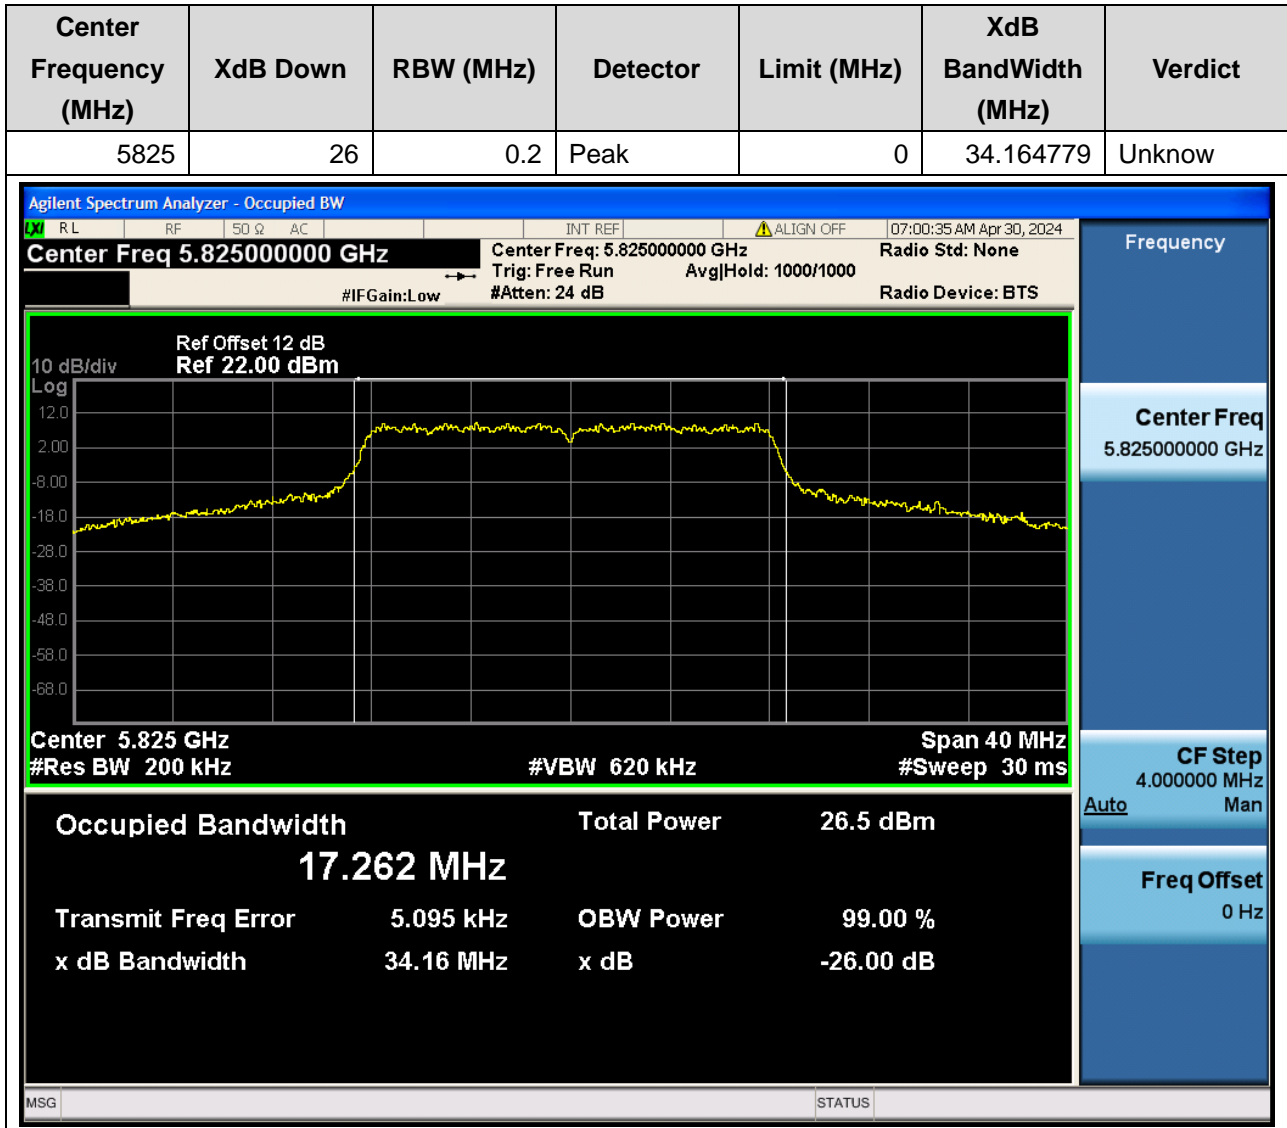 Center Frequency (MHz) XdB Down RBW (MHz) Detector Limit (MHz) XdB BandWidth (MHz) Verdict
5825 26 0.2 Peak 0 34.164779 Unknow
Agilent Spectrum Analyzer - Occupied BW
LXI RL RF 50 Ω AC INT REF ALIGN OFF 07:00:35 AM Apr 30, 2024
Center Freq 5.825000000 GHz
Center Freq: 5.825000000 GHz Radio Std: None
Trig: Free Run Avg|Hold: 1000/1000
#IFGain:Low #Atten: 24 dB Radio Device: BTS
Ref Offset 12 dB
10 dB/div Ref 22.00 dBm
Log
12.0
2.00
-8.00
-18.0
-28.0
-38.0
-48.0
-58.0
-68.0
Center 5.825 GHz Span 40 MHz
#Res BW 200 kHz #VBW 620 kHz #Sweep 30 ms
Occupied Bandwidth Total Power 26.5 dBm
17.262 MHz
Transmit Freq Error 5.095 kHz OBW Power 99.00 %
x dB Bandwidth 34.16 MHz x dB -26.00 dB
MSG STATUS
Frequency
Center Freq
5.825000000 GHz
CF Step
4.000000 MHz
Auto Man
Freq Offset
0 Hz